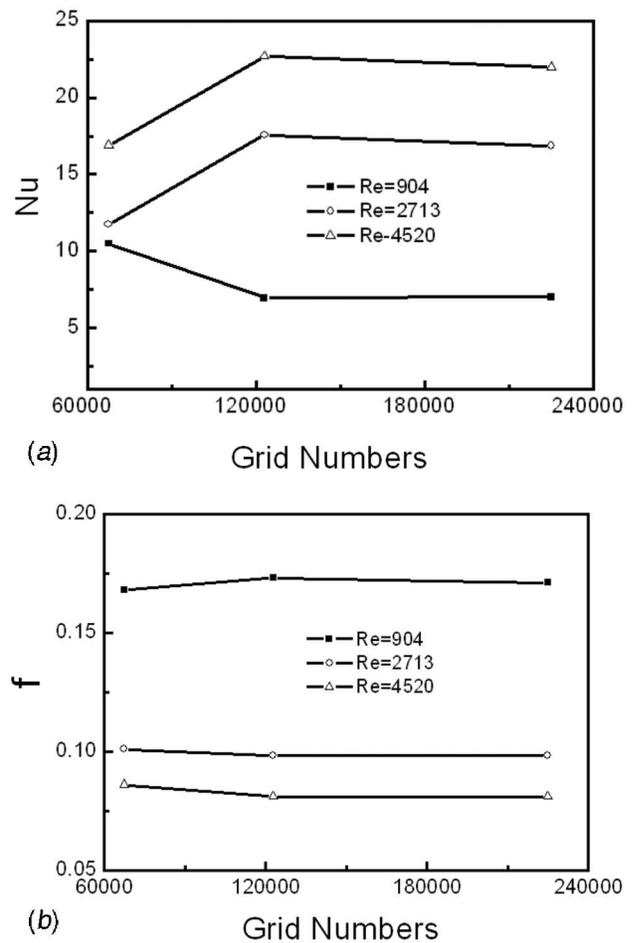 25
20
15
10
5
Nu
Re=904
Re=2713
Re-4520
60000 120000 180000 240000
(a)
Grid Numbers
0.20
0.15
0.10
0.05
f
Re=904
Re=2713
Re=4520
60000 120000 180000 240000
(b)
Grid Numbers